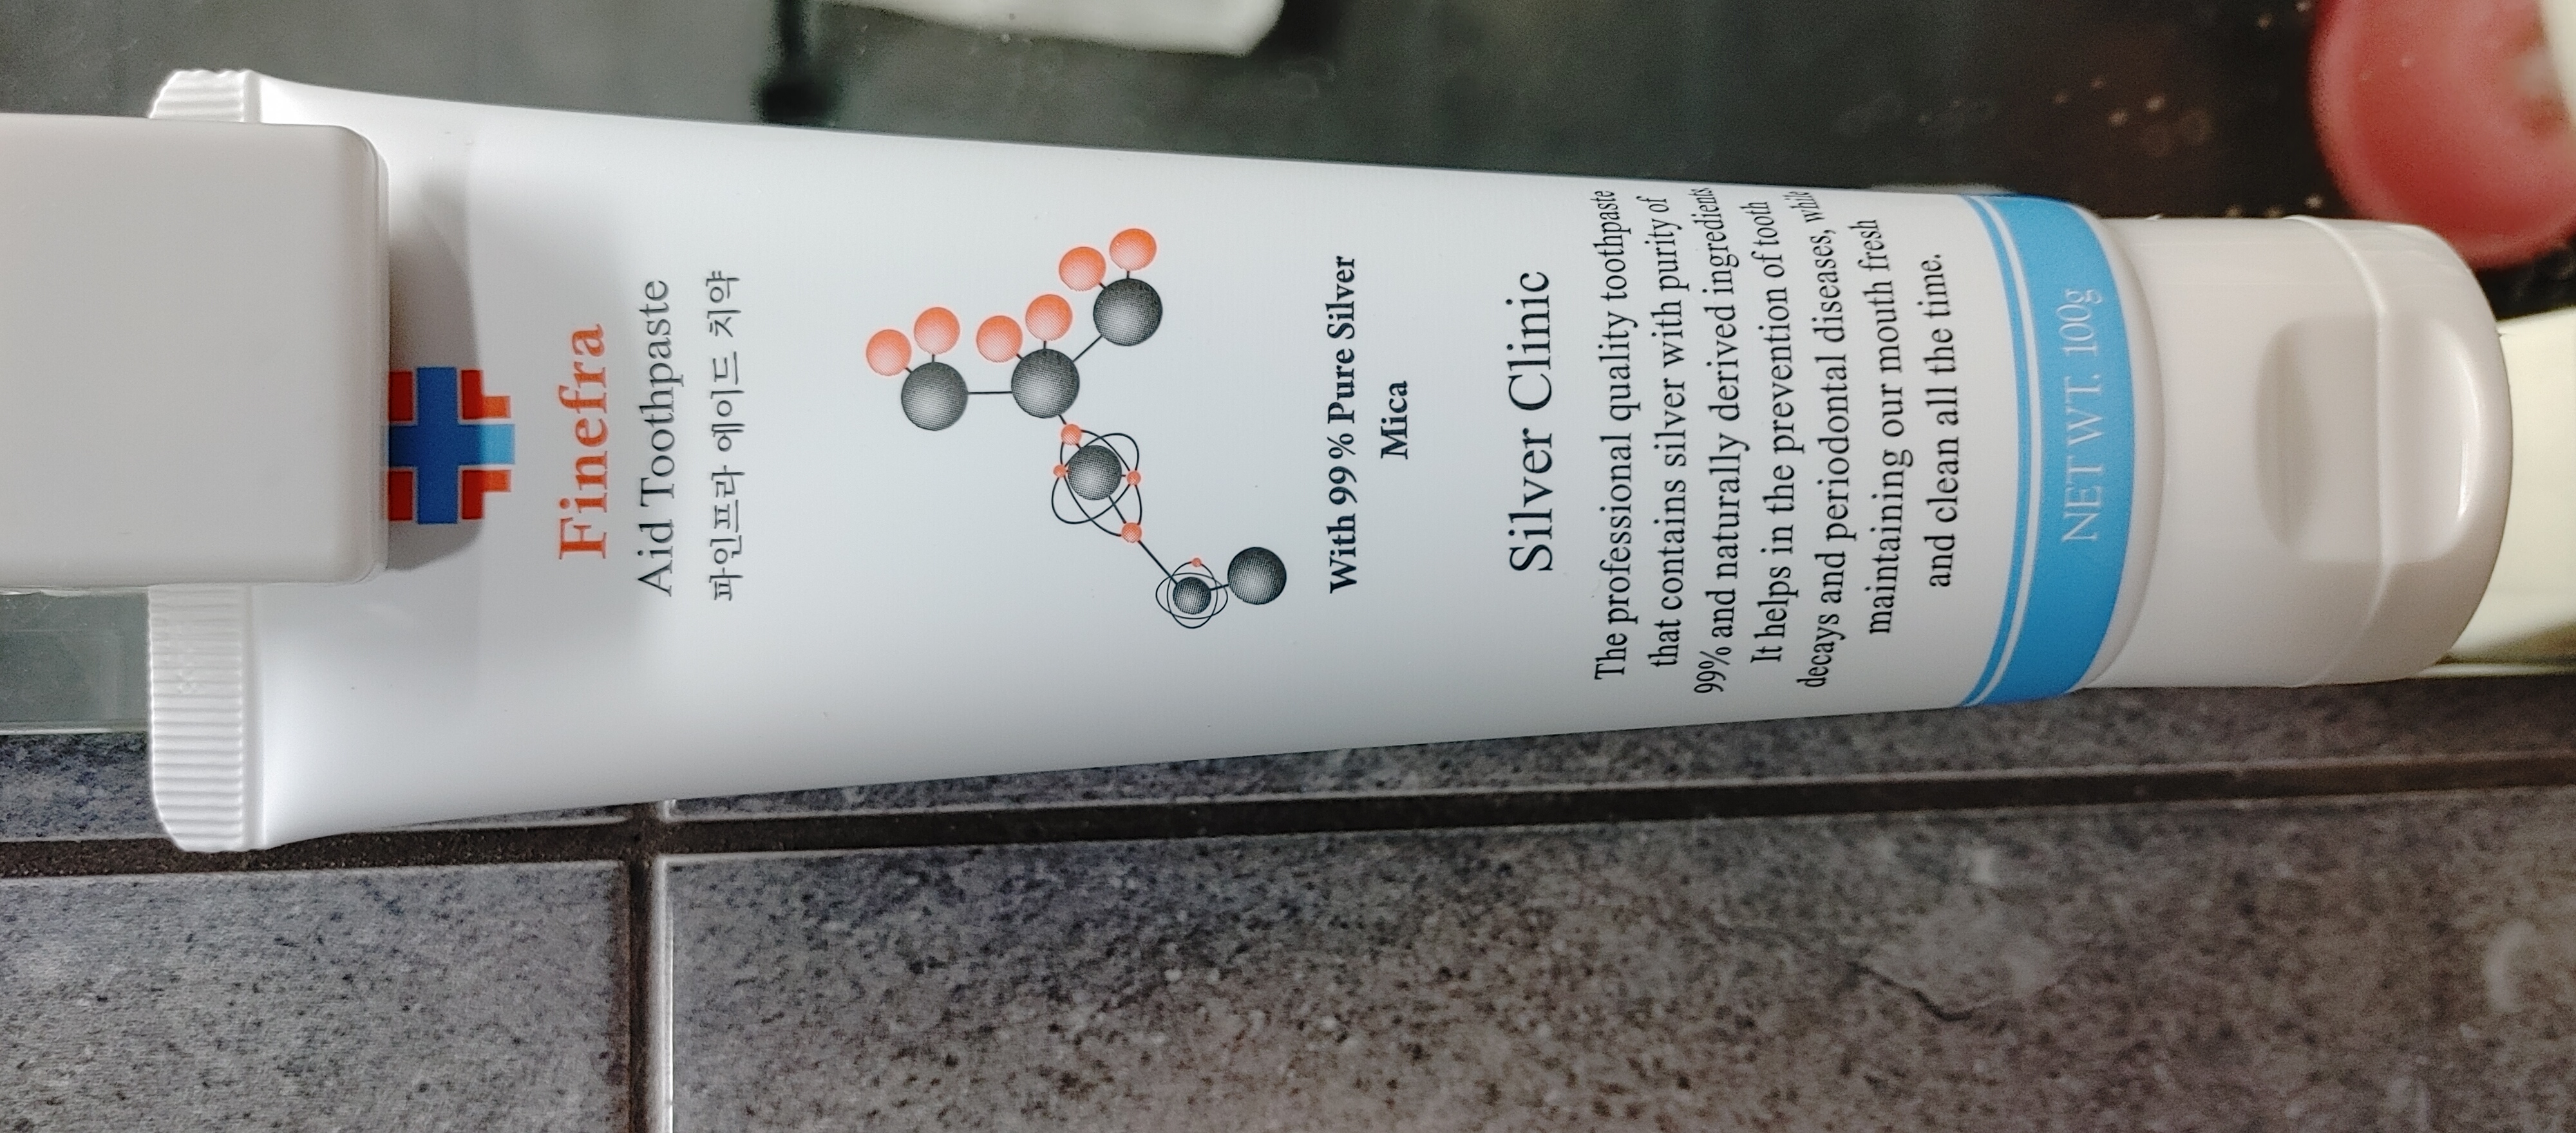 Finefra
Aid Toothpaste
파인프라 에이드 치약
With 99% Pure Silver
Mica
Silver Clinic
The professional quality toothpaste
that contains silver with purity of
99% and naturally derived ingredients
It helps in the prevention of tooth
decays and periodontal diseases, while
maintaining our mouth fresh
and clean all the time.
NET WT. 100g